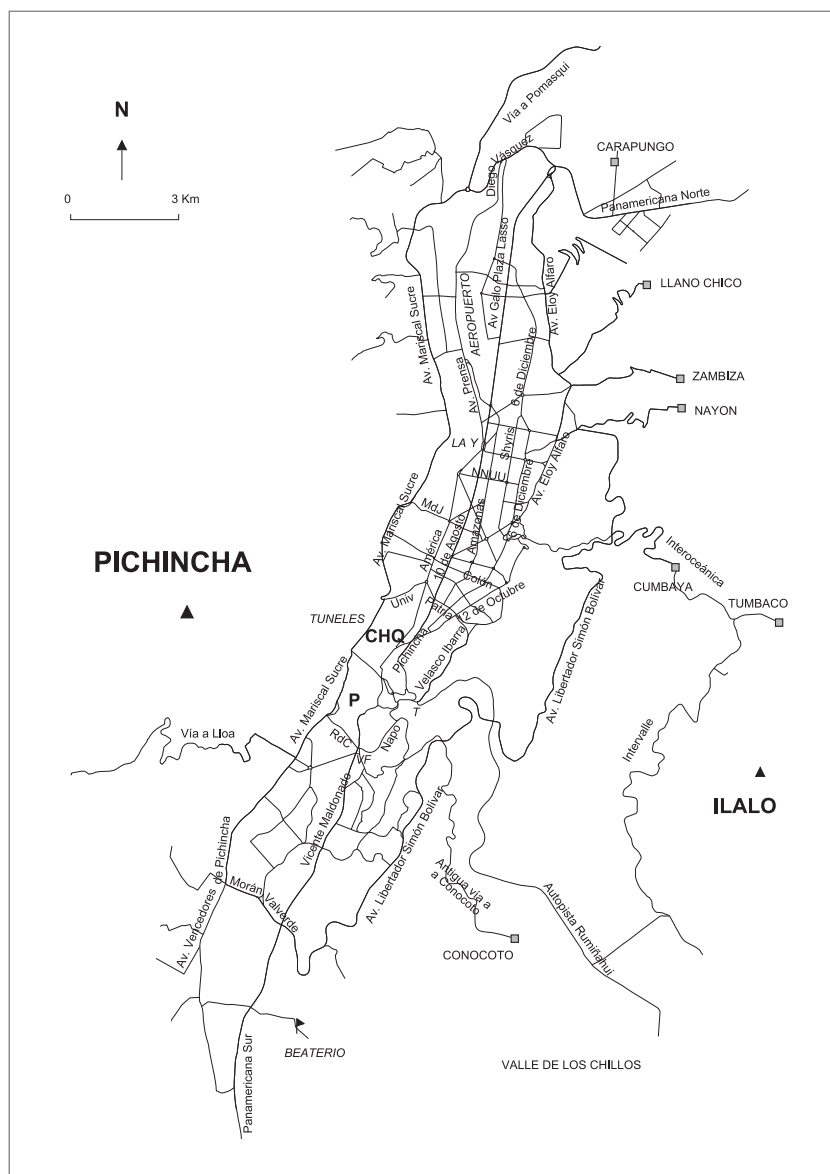 N
0 3 Km
Vía a Pomasqui
Diego Vásquez
CARAPUNGO
Panamericana Norte
Av Galo Plaza Lasso
Av. Eloy Alfaro
LLANO CHICO
Av. Mariscal Sucre
AEROPUERTO
Av. Prensa
6 de Diciembre
ZAMBIZA
NAYON
LA Y
Shyris
Av. Eloy Alfaro
NNUU
6 de Diciembre
Av. Mariscal Sucre
MdJ
América
10 de Agosto
Amazonas
Colón
PICHINCHA
Interoceánica
CUMBAYA
TUMBACO
Univ
Patria
12 de Octubre
TUNELES
CHQ
Pichincha
Velasco Ibarra
Av. Libertador Simón Bolívar
P
T
Av. Mariscal Sucre
Vía a Lloa
RdC
Napo
VF
Intervalle
ILALO
Vicente Maldonado
Av. Libertador Simón Bolívar
Av. Vencedores de Pichincha
Morán Valverde
Antigua vía a
a Conocoto
CONOCOTO
Autopista Rumiñahui
BEATERIO
VALLE DE LOS CHILLOS
Panamericana Sur